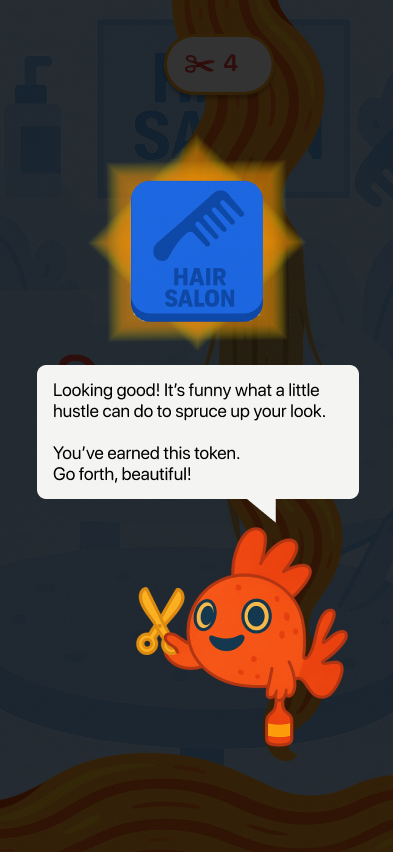 4
HAIR
SALON
Looking good! It's funny what a little
hustle can do to spruce up your look.
You've earned this token.
Go forth, beautiful!